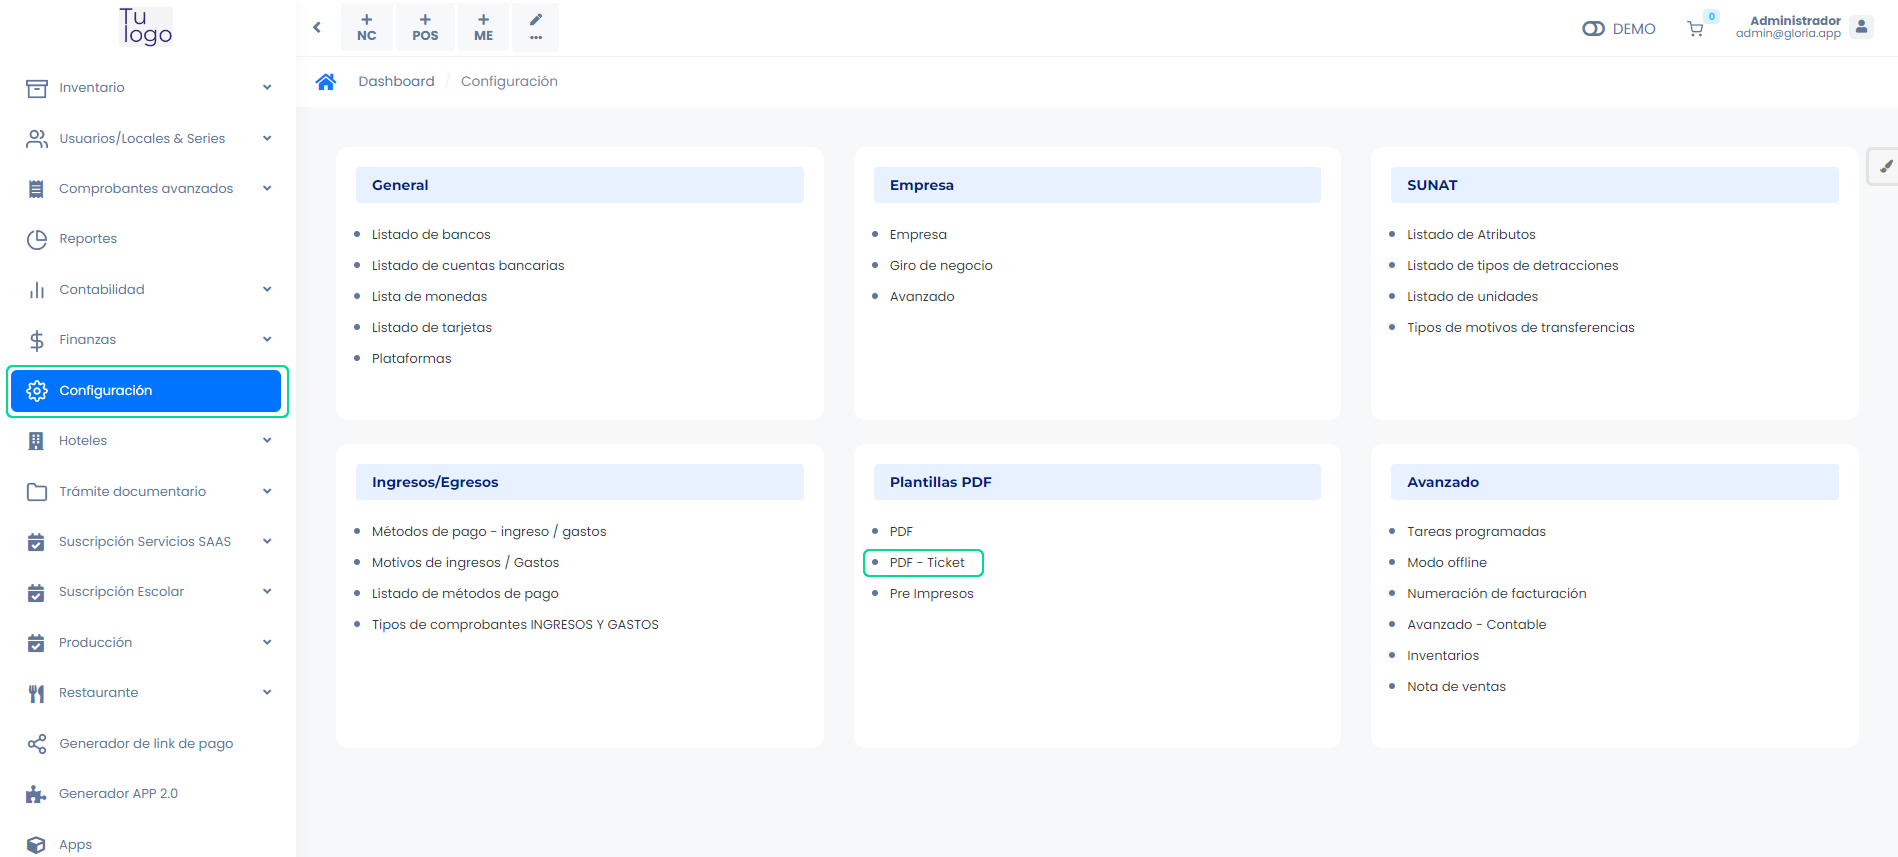 Tu
logo
Inventario
Usuarios/Locales & Series
Comprobantes avanzados
Reportes
Contabilidad
Finanzas
Configuración
Hoteles
Trámite documentario
Suscripción Servicios SAAS
Suscripción Escolar
Producción
Restaurante
Generador de link de pago
Generador APP 2.0
Apps
+ NC
+ POS
+ ME
...
DEMO
0
Administrador
admin@gloria.app
Dashboard / Configuración
General
Listado de bancos
Listado de cuentas bancarias
Lista de monedas
Listado de tarjetas
Plataformas
Empresa
Empresa
Giro de negocio
Avanzado
SUNAT
Listado de Atributos
Listado de tipos de detracciones
Listado de unidades
Tipos de motivos de transferencias
Ingresos/Egresos
Métodos de pago - ingreso / gastos
Motivos de ingresos / Gastos
Listado de métodos de pago
Tipos de comprobantes INGRESOS Y GASTOS
Plantillas PDF
PDF
PDF - Ticket
Pre Impresos
Avanzado
Tareas programadas
Modo offline
Numeración de facturación
Avanzado - Contable
Inventarios
Nota de ventas